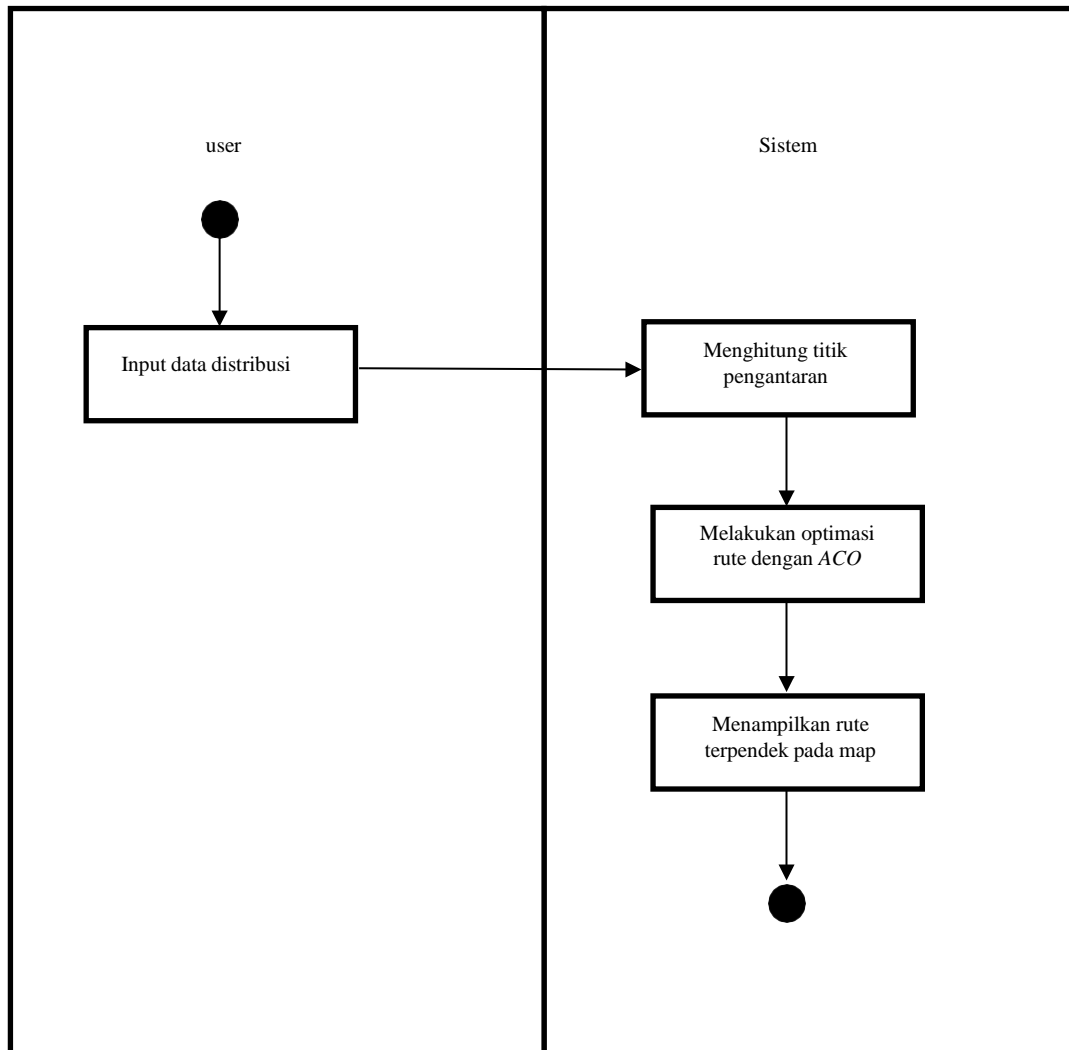 user
Sistem
Input data distribusi
Menghitung titik
pengantaran
Melakukan optimasi
rute dengan ACO
Menampilkan rute
terpendek pada map